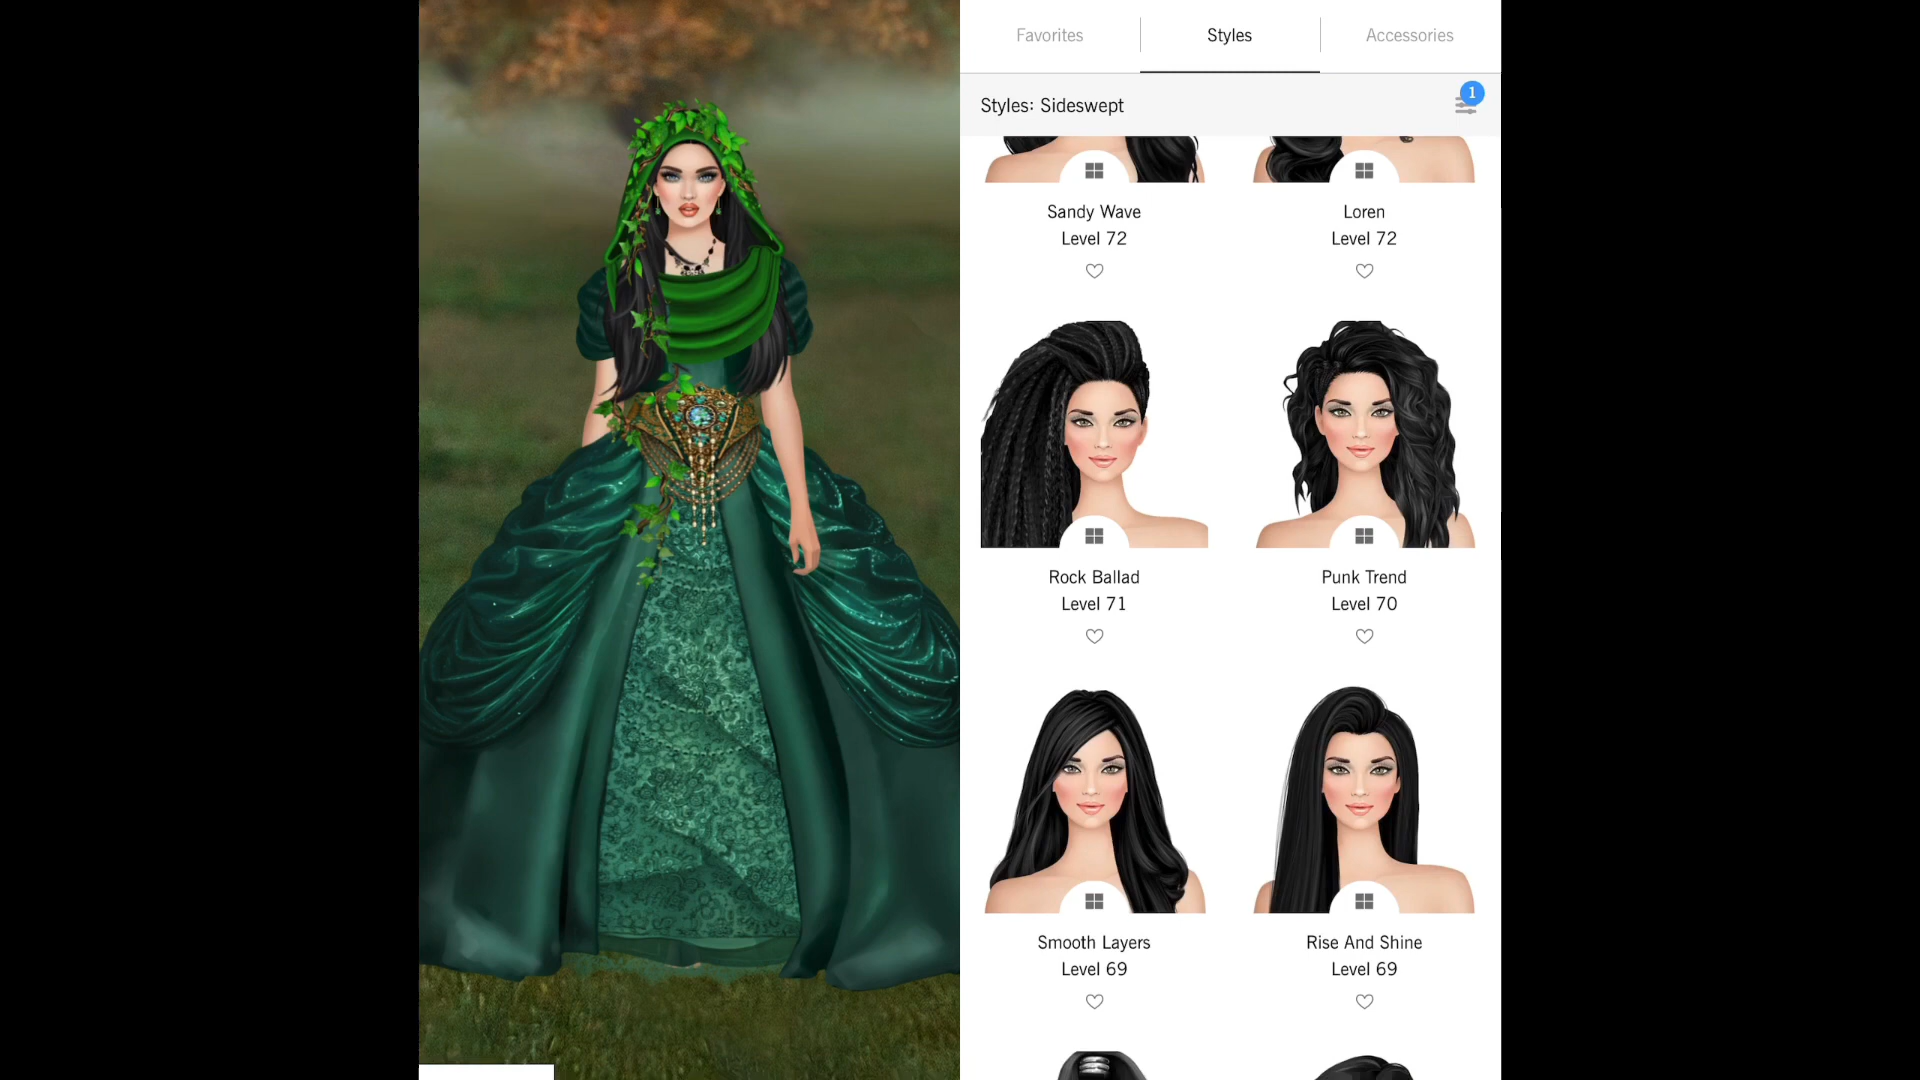 Favorites
Styles
Accessories
Styles: Sideswept
1
Sandy Wave
Level 72
Loren
Level 72
Rock Ballad
Level 71
Punk Trend
Level 70
Smooth Layers
Level 69
Rise And Shine
Level 69